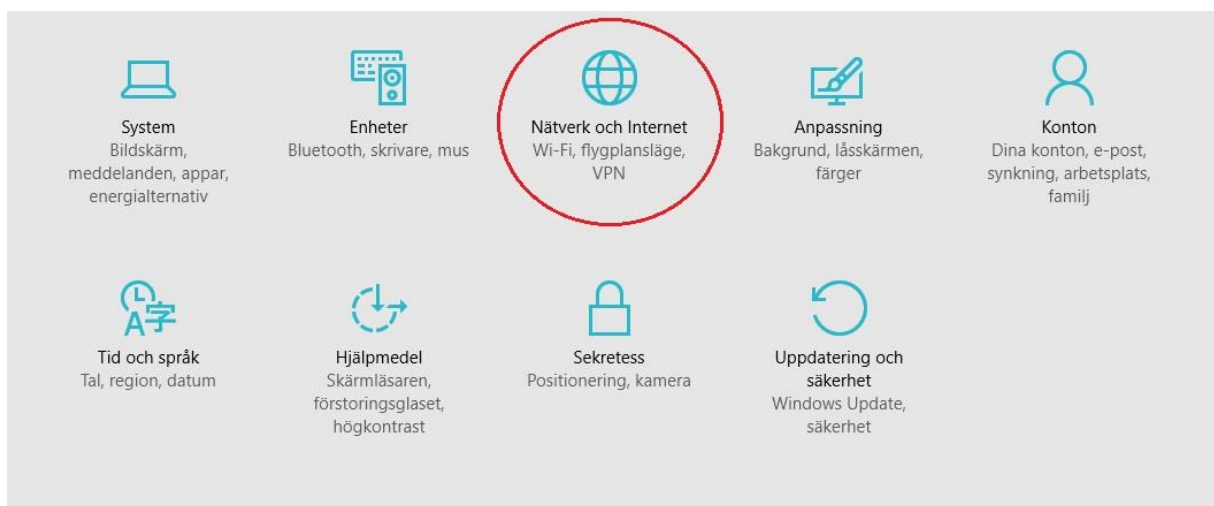 System
Bildskärm,
meddelanden, appar,
energialternativ
Enheter
Bluetooth, skrivare, mus
Nätverk och Internet
Wi-Fi, flygplansläge,
VPN
Anpassning
Bakgrund, låsskärmen,
färger
Konton
Dina konton, e-post,
synkning, arbetsplats,
familj
A字
Tid och språk
Tal, region, datum
Hjälpmedel
Skärmläsaren,
förstoringsglaset,
högkontrast
Sekretess
Positionering, kamera
Uppdatering och
säkerhet
Windows Update,
säkerhet